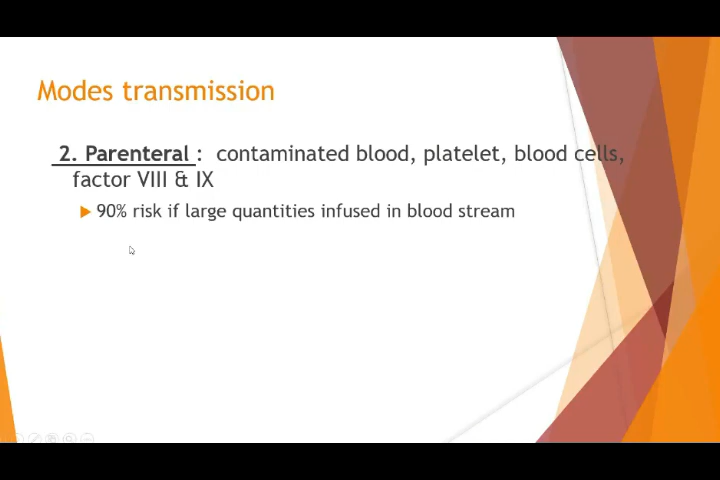 Modes transmission
2. Parenteral : contaminated blood, platelet, blood cells,
factor VIII & IX
90% risk if large quantities infused in blood stream